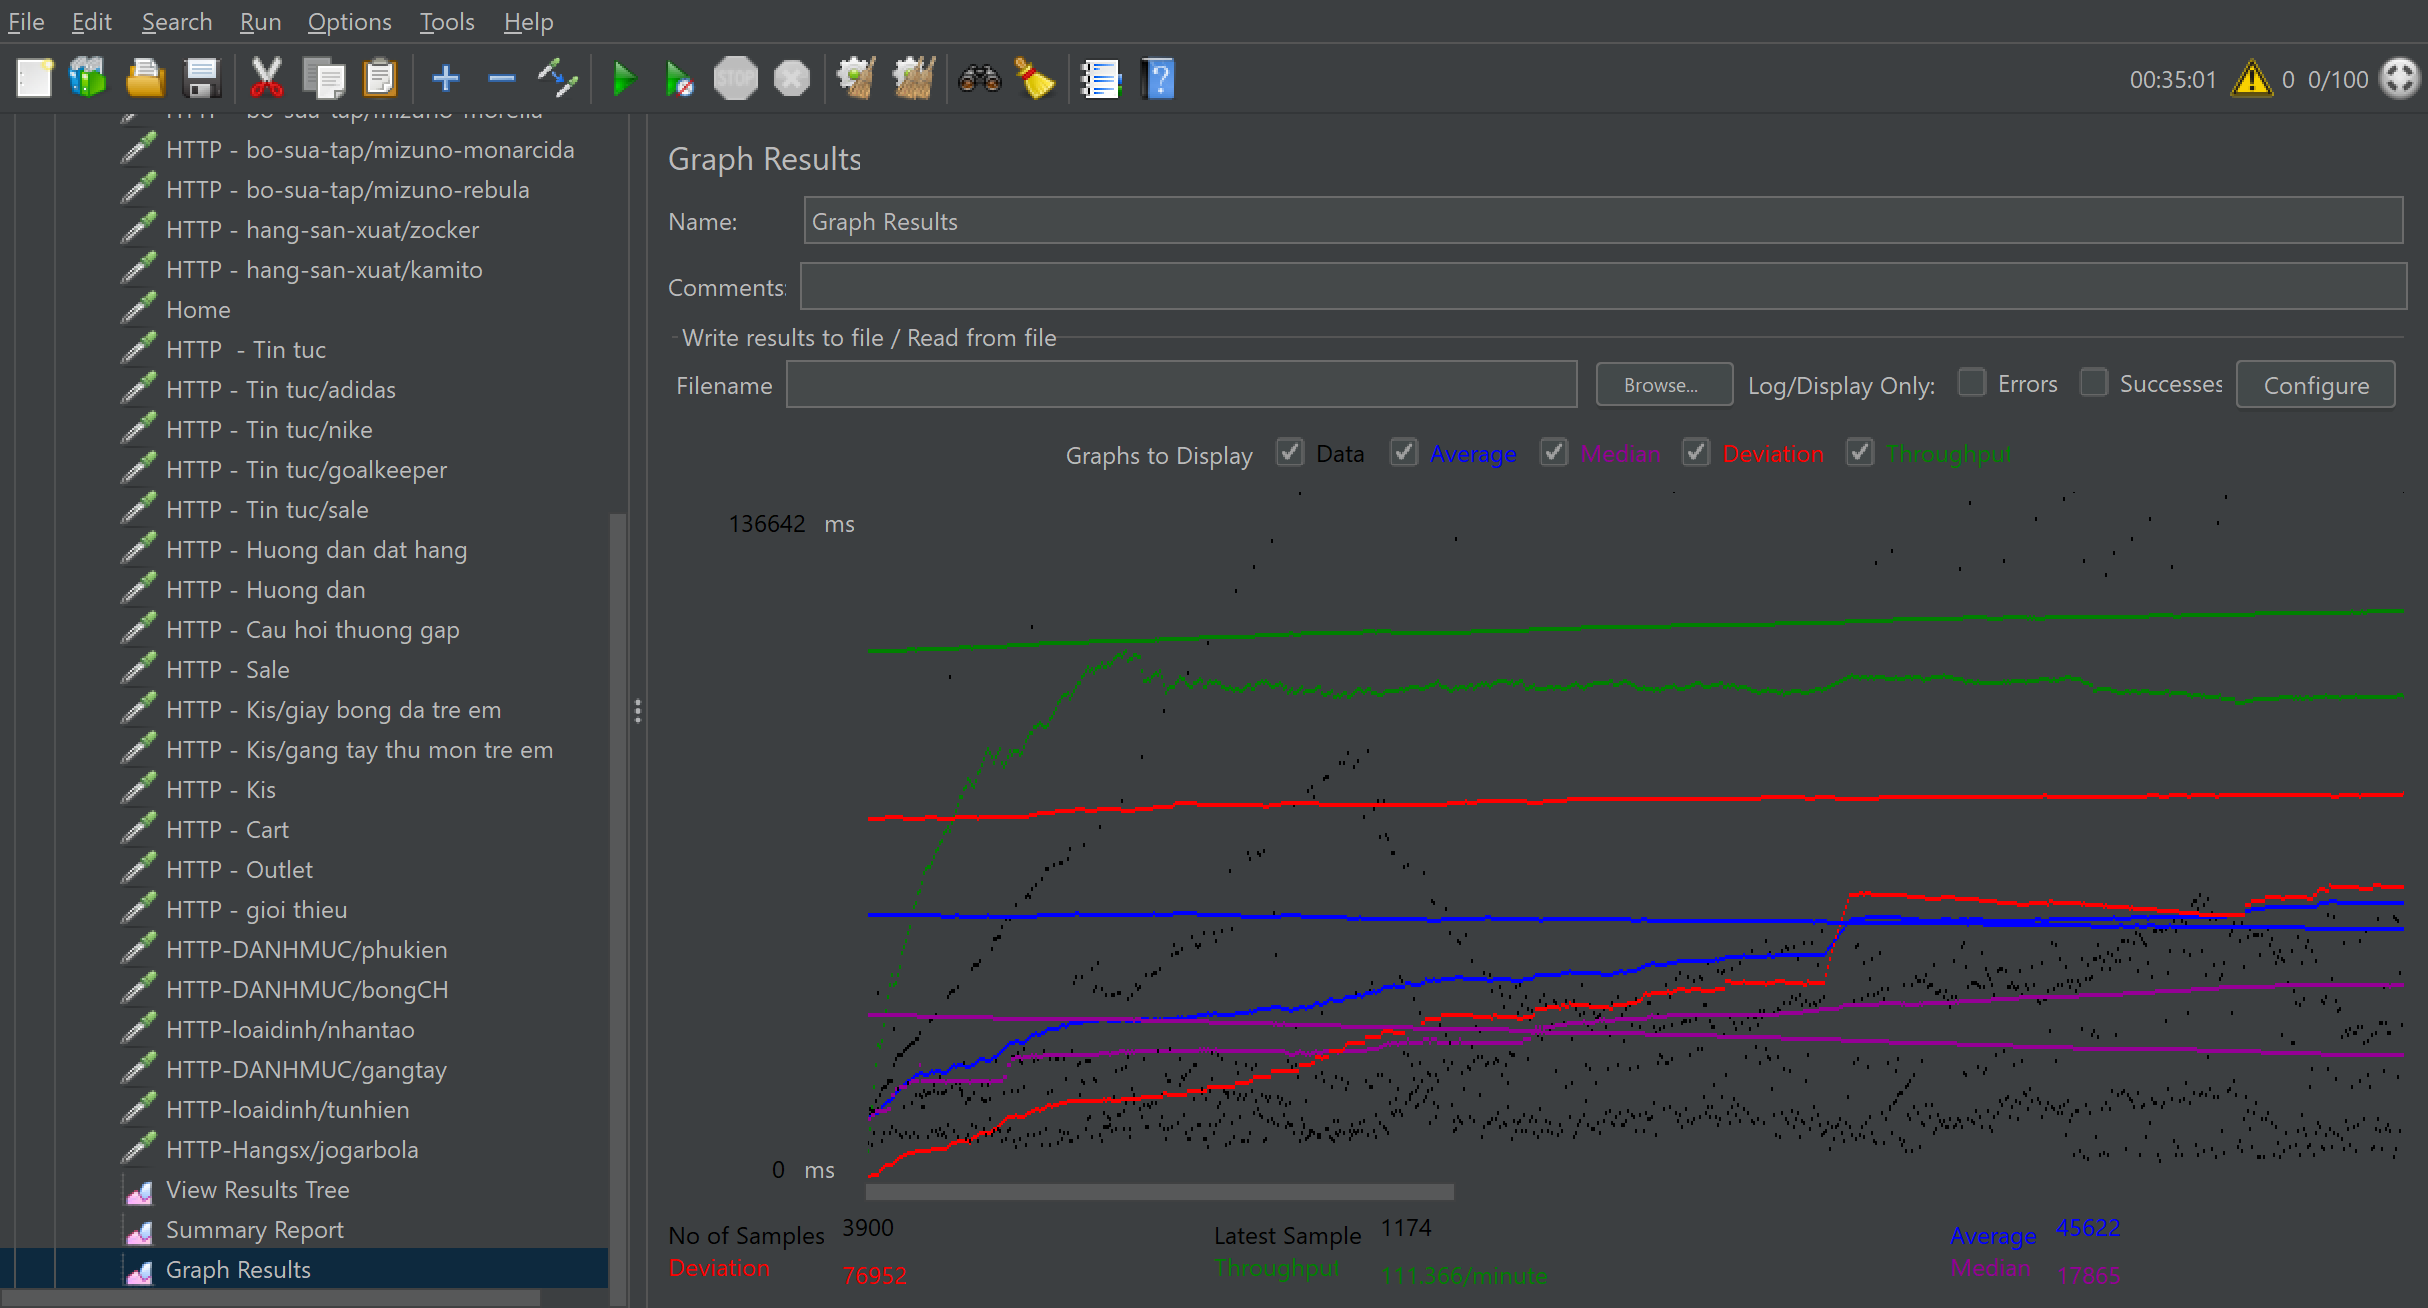 File Edit Search Run Options Tools Help
STOP
00:35:01 0 0/100
HTTP - bo-sua-tap/mizuno-morelia
HTTP - bo-sua-tap/mizuno-monarcida
HTTP - bo-sua-tap/mizuno-rebula
HTTP - hang-san-xuat/zocker
HTTP - hang-san-xuat/kamito
Home
HTTP - Tin tuc
HTTP - Tin tuc/adidas
HTTP - Tin tuc/nike
HTTP - Tin tuc/goalkeeper
HTTP - Tin tuc/sale
HTTP - Huong dan dat hang
HTTP - Huong dan
HTTP - Cau hoi thuong gap
HTTP - Sale
HTTP - Kis/giay bong da tre em
HTTP - Kis/gang tay thu mon tre em
HTTP - Kis
HTTP - Cart
HTTP - Outlet
HTTP - gioi thieu
HTTP-DANHMUC/phukien
HTTP-DANHMUC/bongCH
HTTP-loaidinh/nhantao
HTTP-DANHMUC/gangtay
HTTP-loaidinh/tunhien
HTTP-Hangsx/jogarbola
View Results Tree
Summary Report
Graph Results
Graph Results
Name: Graph Results
Comments:
Write results to file / Read from file
Filename Browse... Log/Display Only: Errors Successes Configure
Graphs to Display Data Average Median Deviation Throughput
136642 ms
0 ms
No of Samples 3900 Latest Sample 1174 Average 45622
Deviation 76952 Throughput 111.366/minute Median 17865